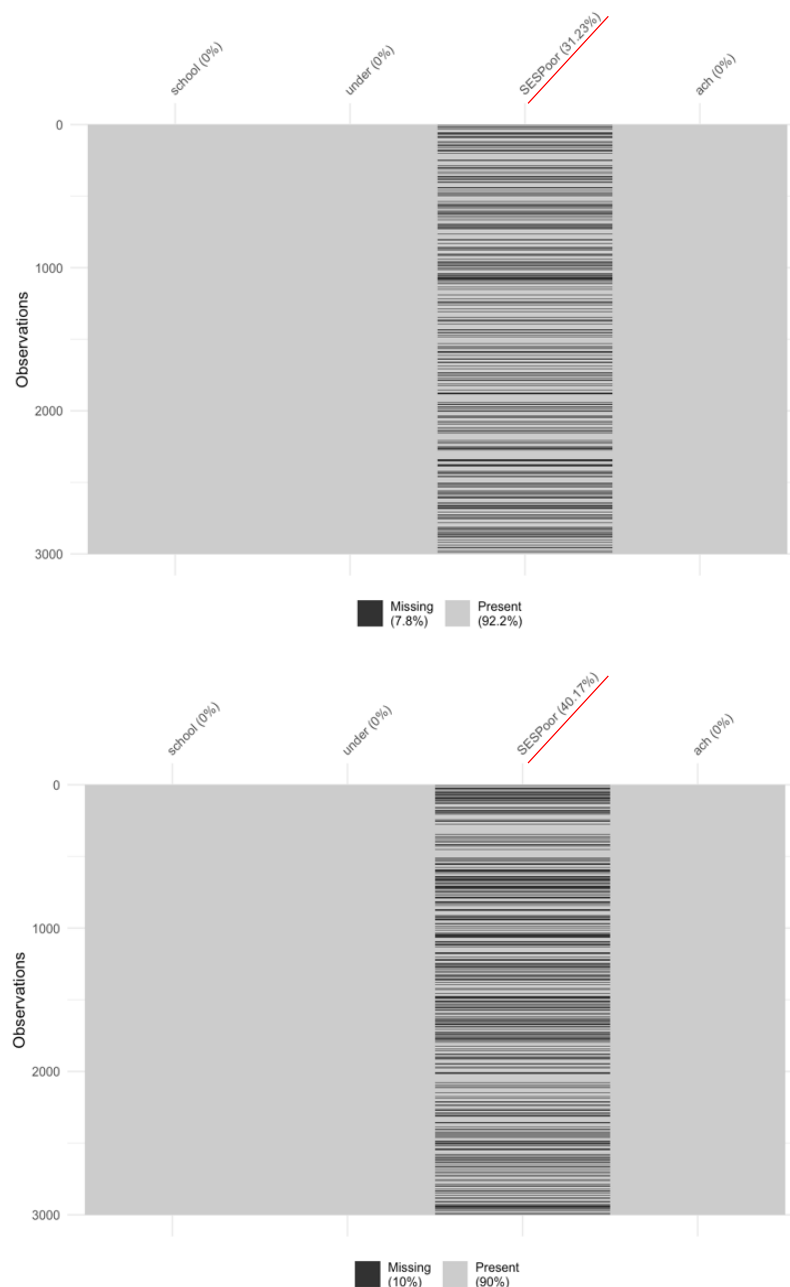 school (0%)
under (0%)
SESPoor (31.23%)
ach (0%)
0
1000
2000
3000
Observations
Missing
(7.8%)
Present
(92.2%)
school (0%)
under (0%)
SESPoor (40.17%)
ach (0%)
0
1000
2000
3000
Observations
Missing
(10%)
Present
(90%)